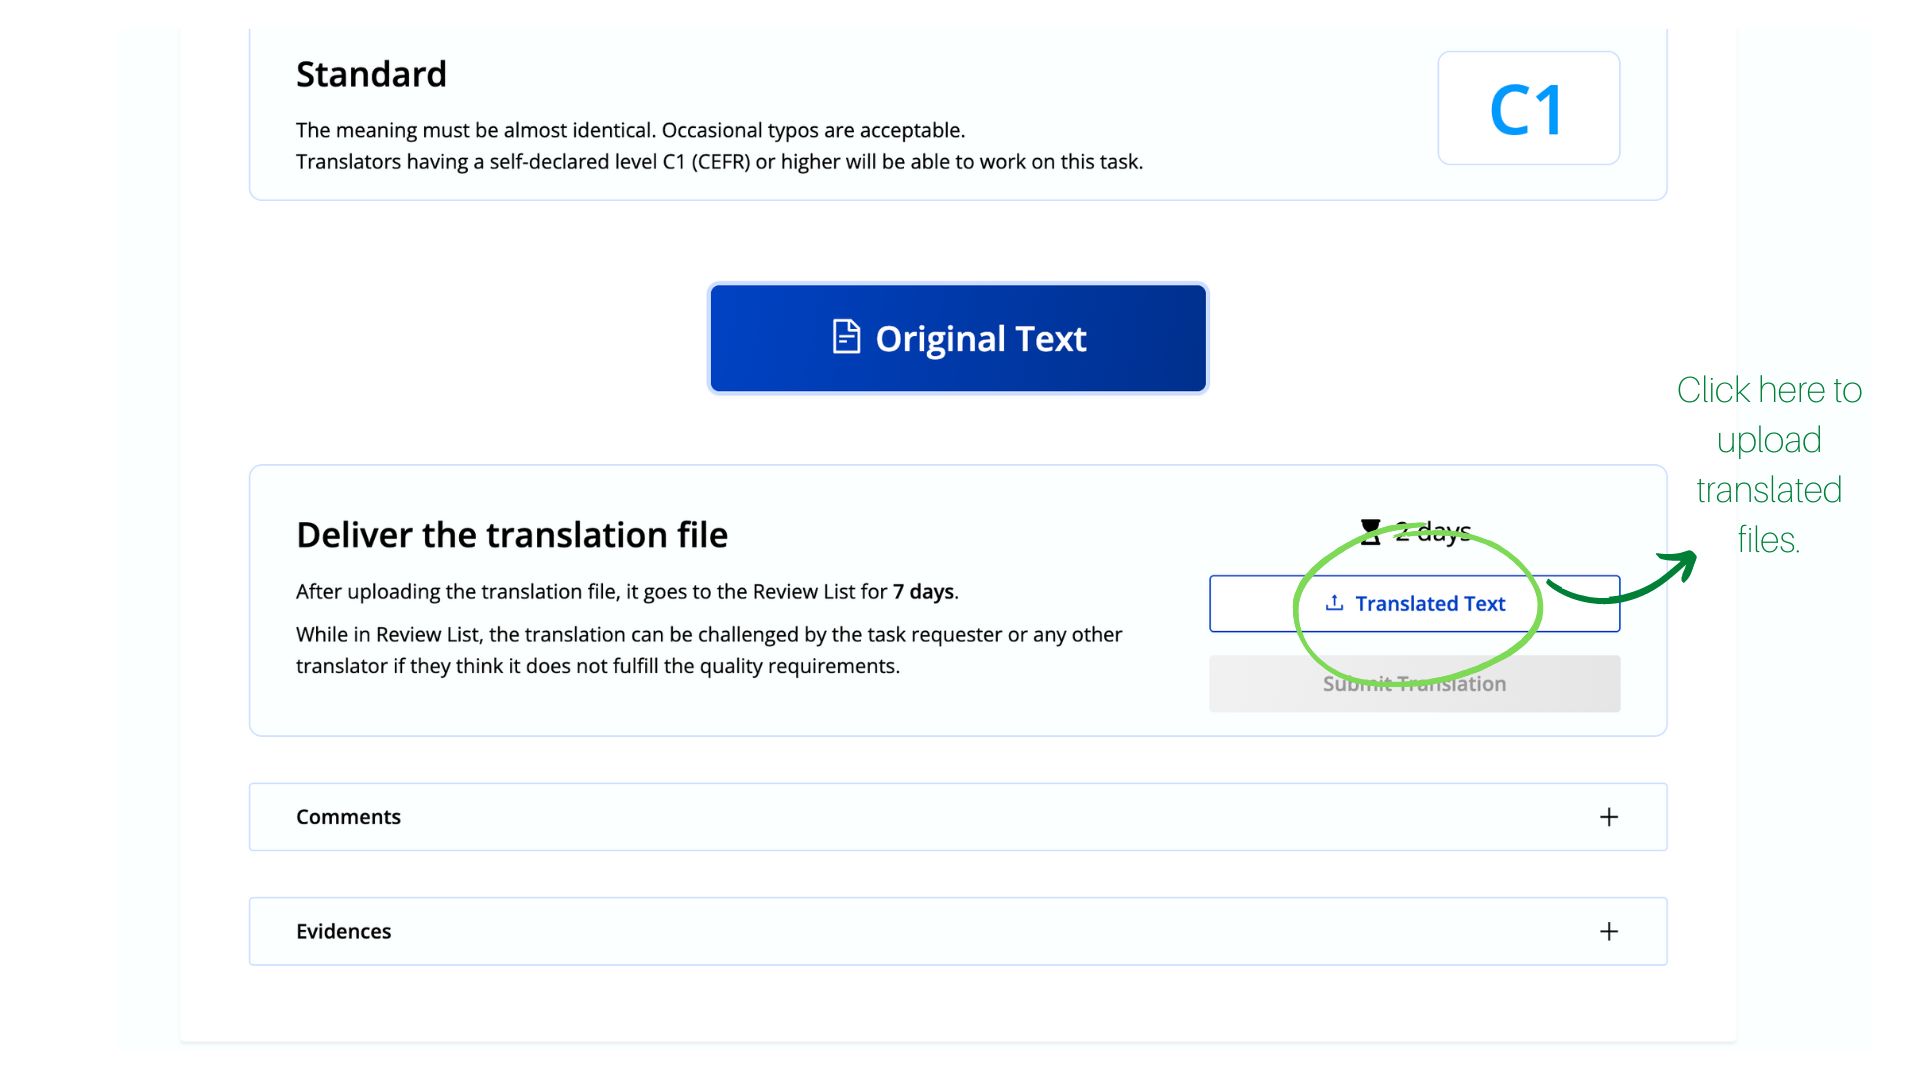 Standard
The meaning must be almost identical. Occasional typos are acceptable.
Translators having a self-declared level C1 (CEFR) or higher will be able to work on this task.
C1
Original Text
Click here to
upload
translated
files.
Deliver the translation file
After uploading the translation file, it goes to the Review List for 7 days.
While in Review List, the translation can be challenged by the task requester or any other
translator if they think it does not fulfill the quality requirements.
2 days
Translated Text
Submit Translation
Comments
Evidences